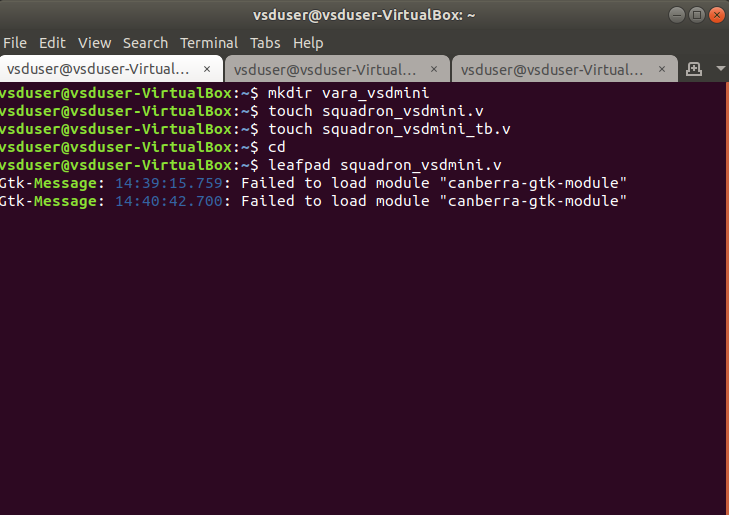 vsduser@vsduser-VirtualBox: ~
File Edit View Search Terminal Tabs Help
vsduser@vsduser-Virtual... × vsduser@vsduser-Virtual... × vsduser@vsduser-Virtual... ×
vsduser@vsduser-VirtualBox:~$ mkdir vara_vsdmini
vsduser@vsduser-VirtualBox:~$ touch squadron_vsdmini.v
vsduser@vsduser-VirtualBox:~$ touch squadron_vsdmini_tb.v
vsduser@vsduser-VirtualBox:~$ cd
vsduser@vsduser-VirtualBox:~$ leafpad squadron_vsdmini.v
Gtk-Message: 14:39:15.759: Failed to load module "canberra-gtk-module"
Gtk-Message: 14:40:42.700: Failed to load module "canberra-gtk-module"